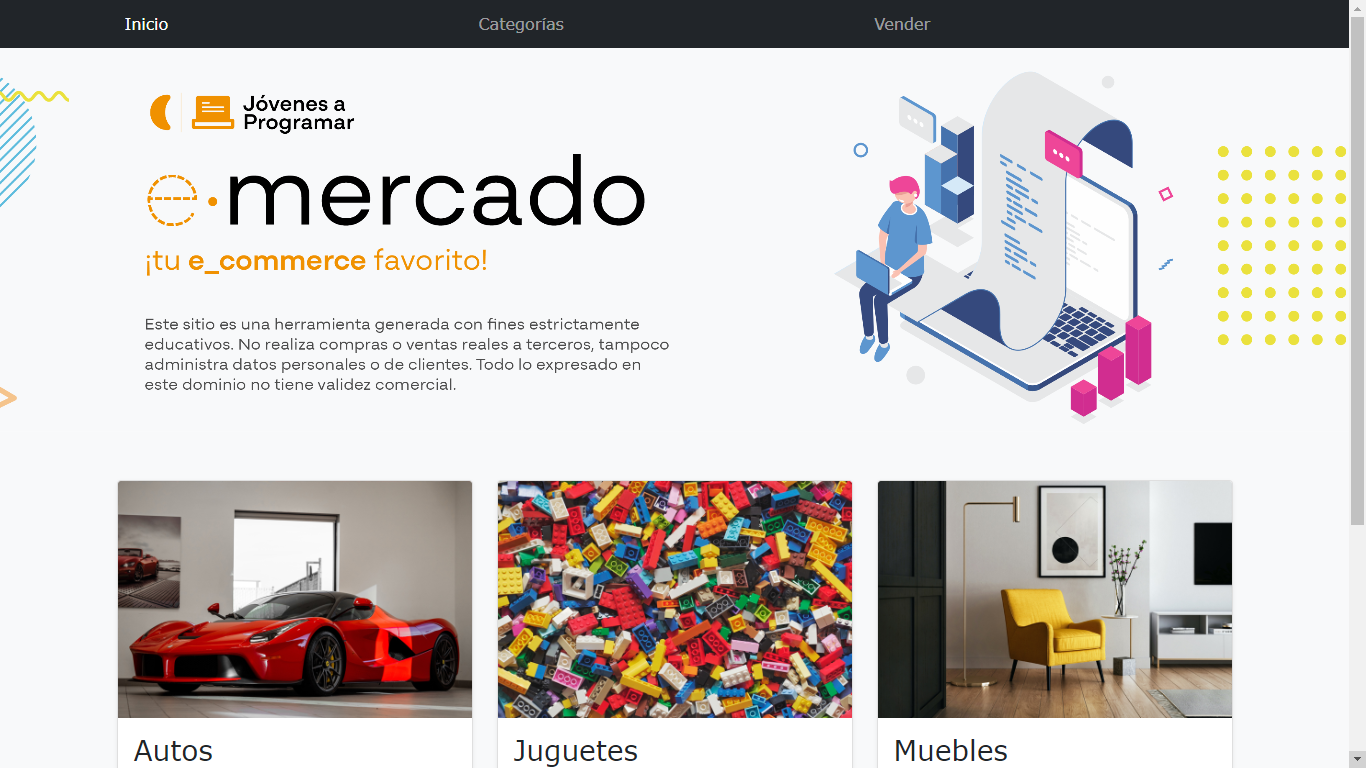 Inicio Categorías Vender
Jóvenes a
Programar
e·mercado
¡tu e_commerce favorito!
Este sitio es una herramienta generada con fines estrictamente
educativos. No realiza compras o ventas reales a terceros, tampoco
administra datos personales o de clientes. Todo lo expresado en
este dominio no tiene validez comercial.
Autos Juguetes Muebles